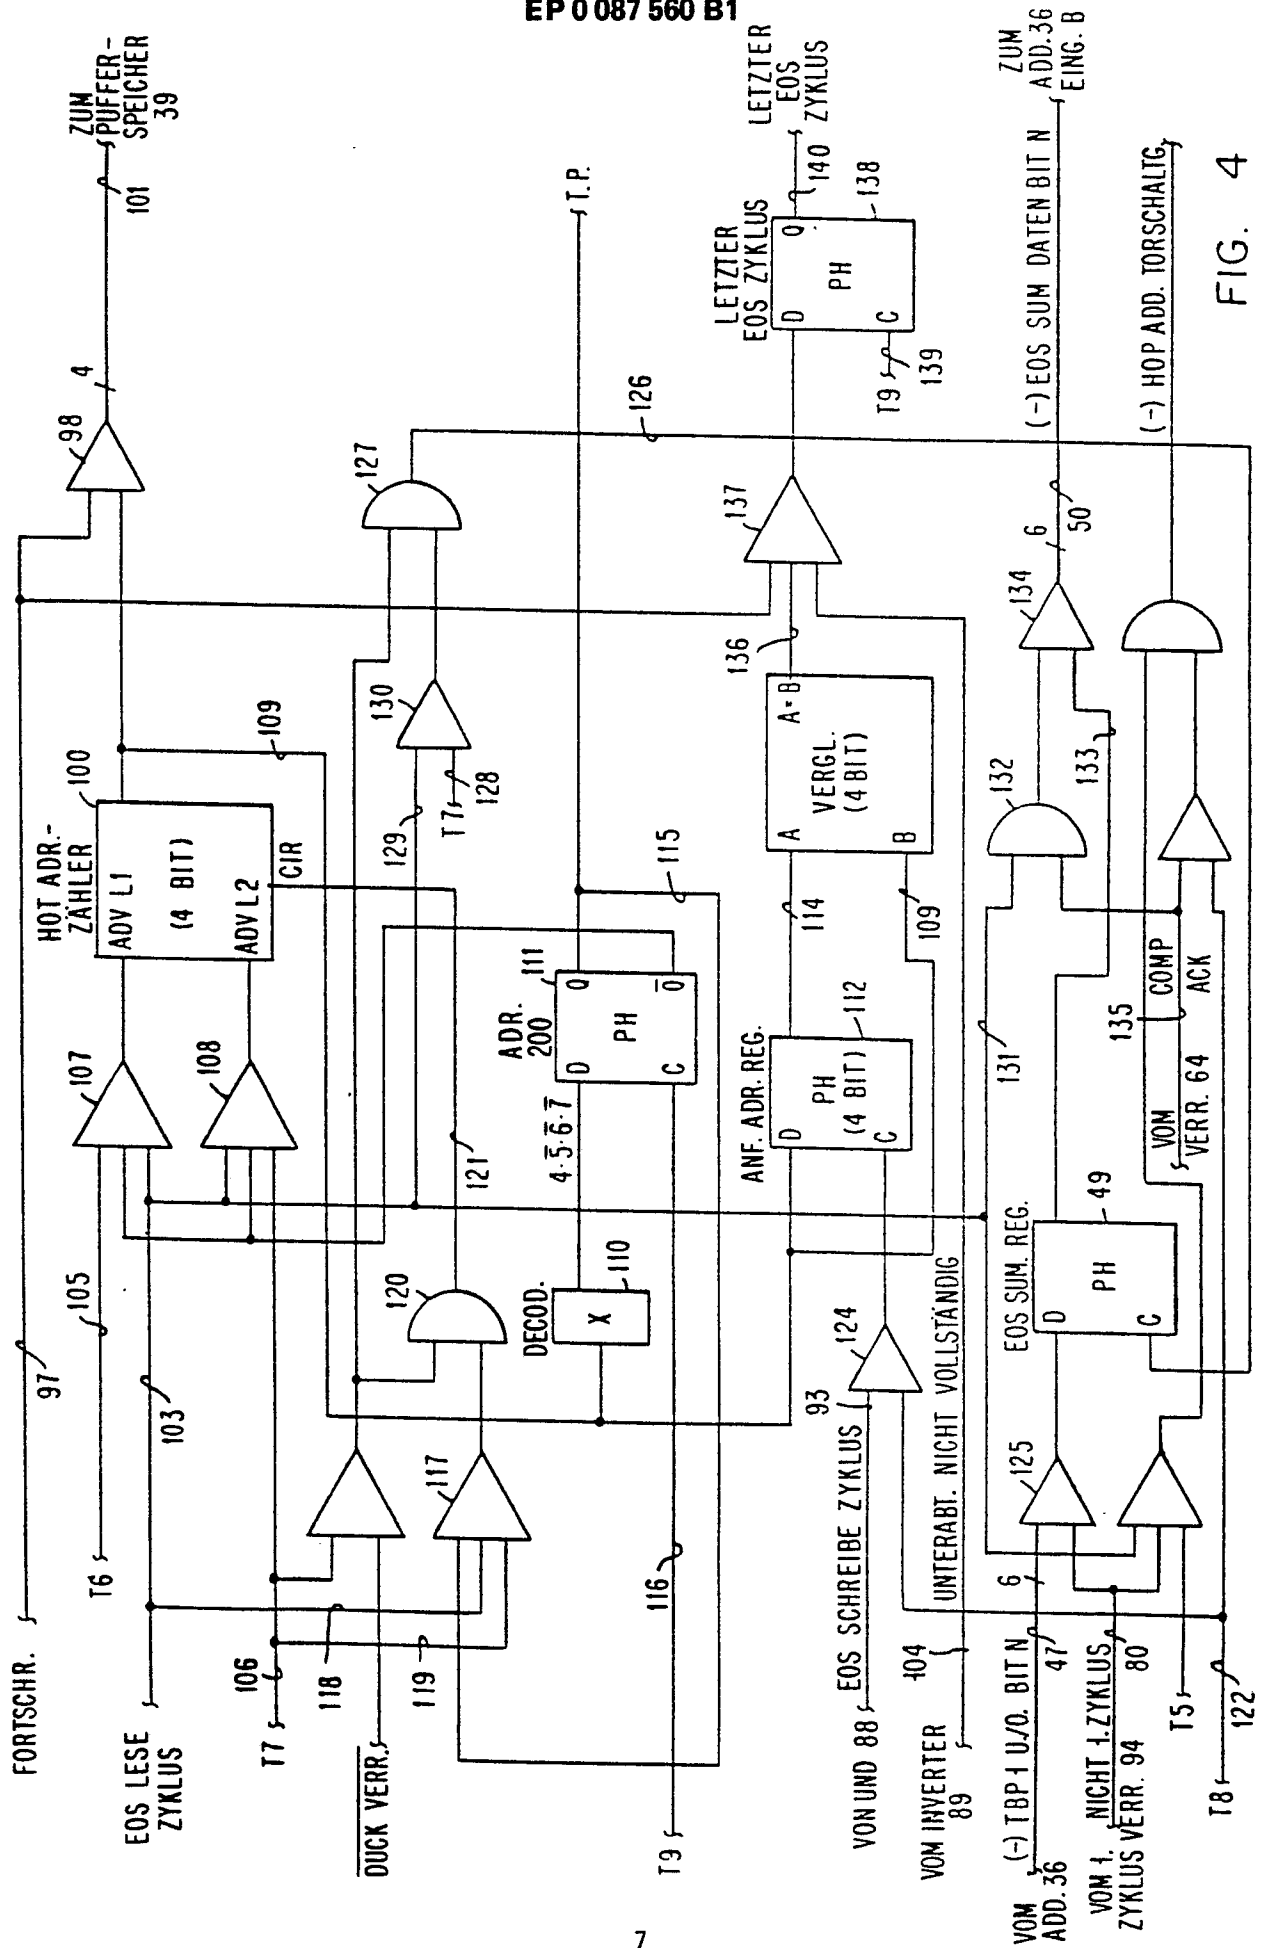 EP 0 087 560 B1
ZUM
PUFFER-
SPEICHER
39
101
4
98
FORTSCHR.
97
HOT ADR.-
ZÄHLER
100
ADV L1
(4 BIT)
ADV L2
CIR
109
T6
105
107
108
EOS LESE
ZYKLUS
103
T7
106
118
119
DUCK VERR.
117
120
121
127
126
130
129
T7
128
T.P.
DECOD.
X
110
4·5·6·7
ADR.
200
111
D
Q
PH
C
Q
115
T9
116
LETZTER
EOS
ZYKLUS
140
LETZTER
EOS ZYKLUS
D
Q
PH
138
C
T9
139
137
136
A
A=B
VERGL.
(4 BIT)
B
114
109
ANF. ADR. REG.
D
PH
(4 BIT)
C
112
124
93
VON UND 88
EOS SCHREIBE ZYKLUS
104
VOM INVERTER
89
UNTERABT. NICHT VOLLSTÄNDIG
ZUM
ADD.36
EING. B
(-) EOS SUM DATEN BIT N
6
50
134
132
133
131
(-) HOP ADD. TORSCHALTG.
135
COMP
ACK
VOM
VERR. 64
EOS SUM. REG.
D
PH
49
C
125
6
VOM
ADD.36
(-) TBP I U/O. BIT N
47
VOM 1.
ZYKLUS VERR. 94
NICHT 1. ZYKLUS
80
T5
T8
122
FIG. 4
7